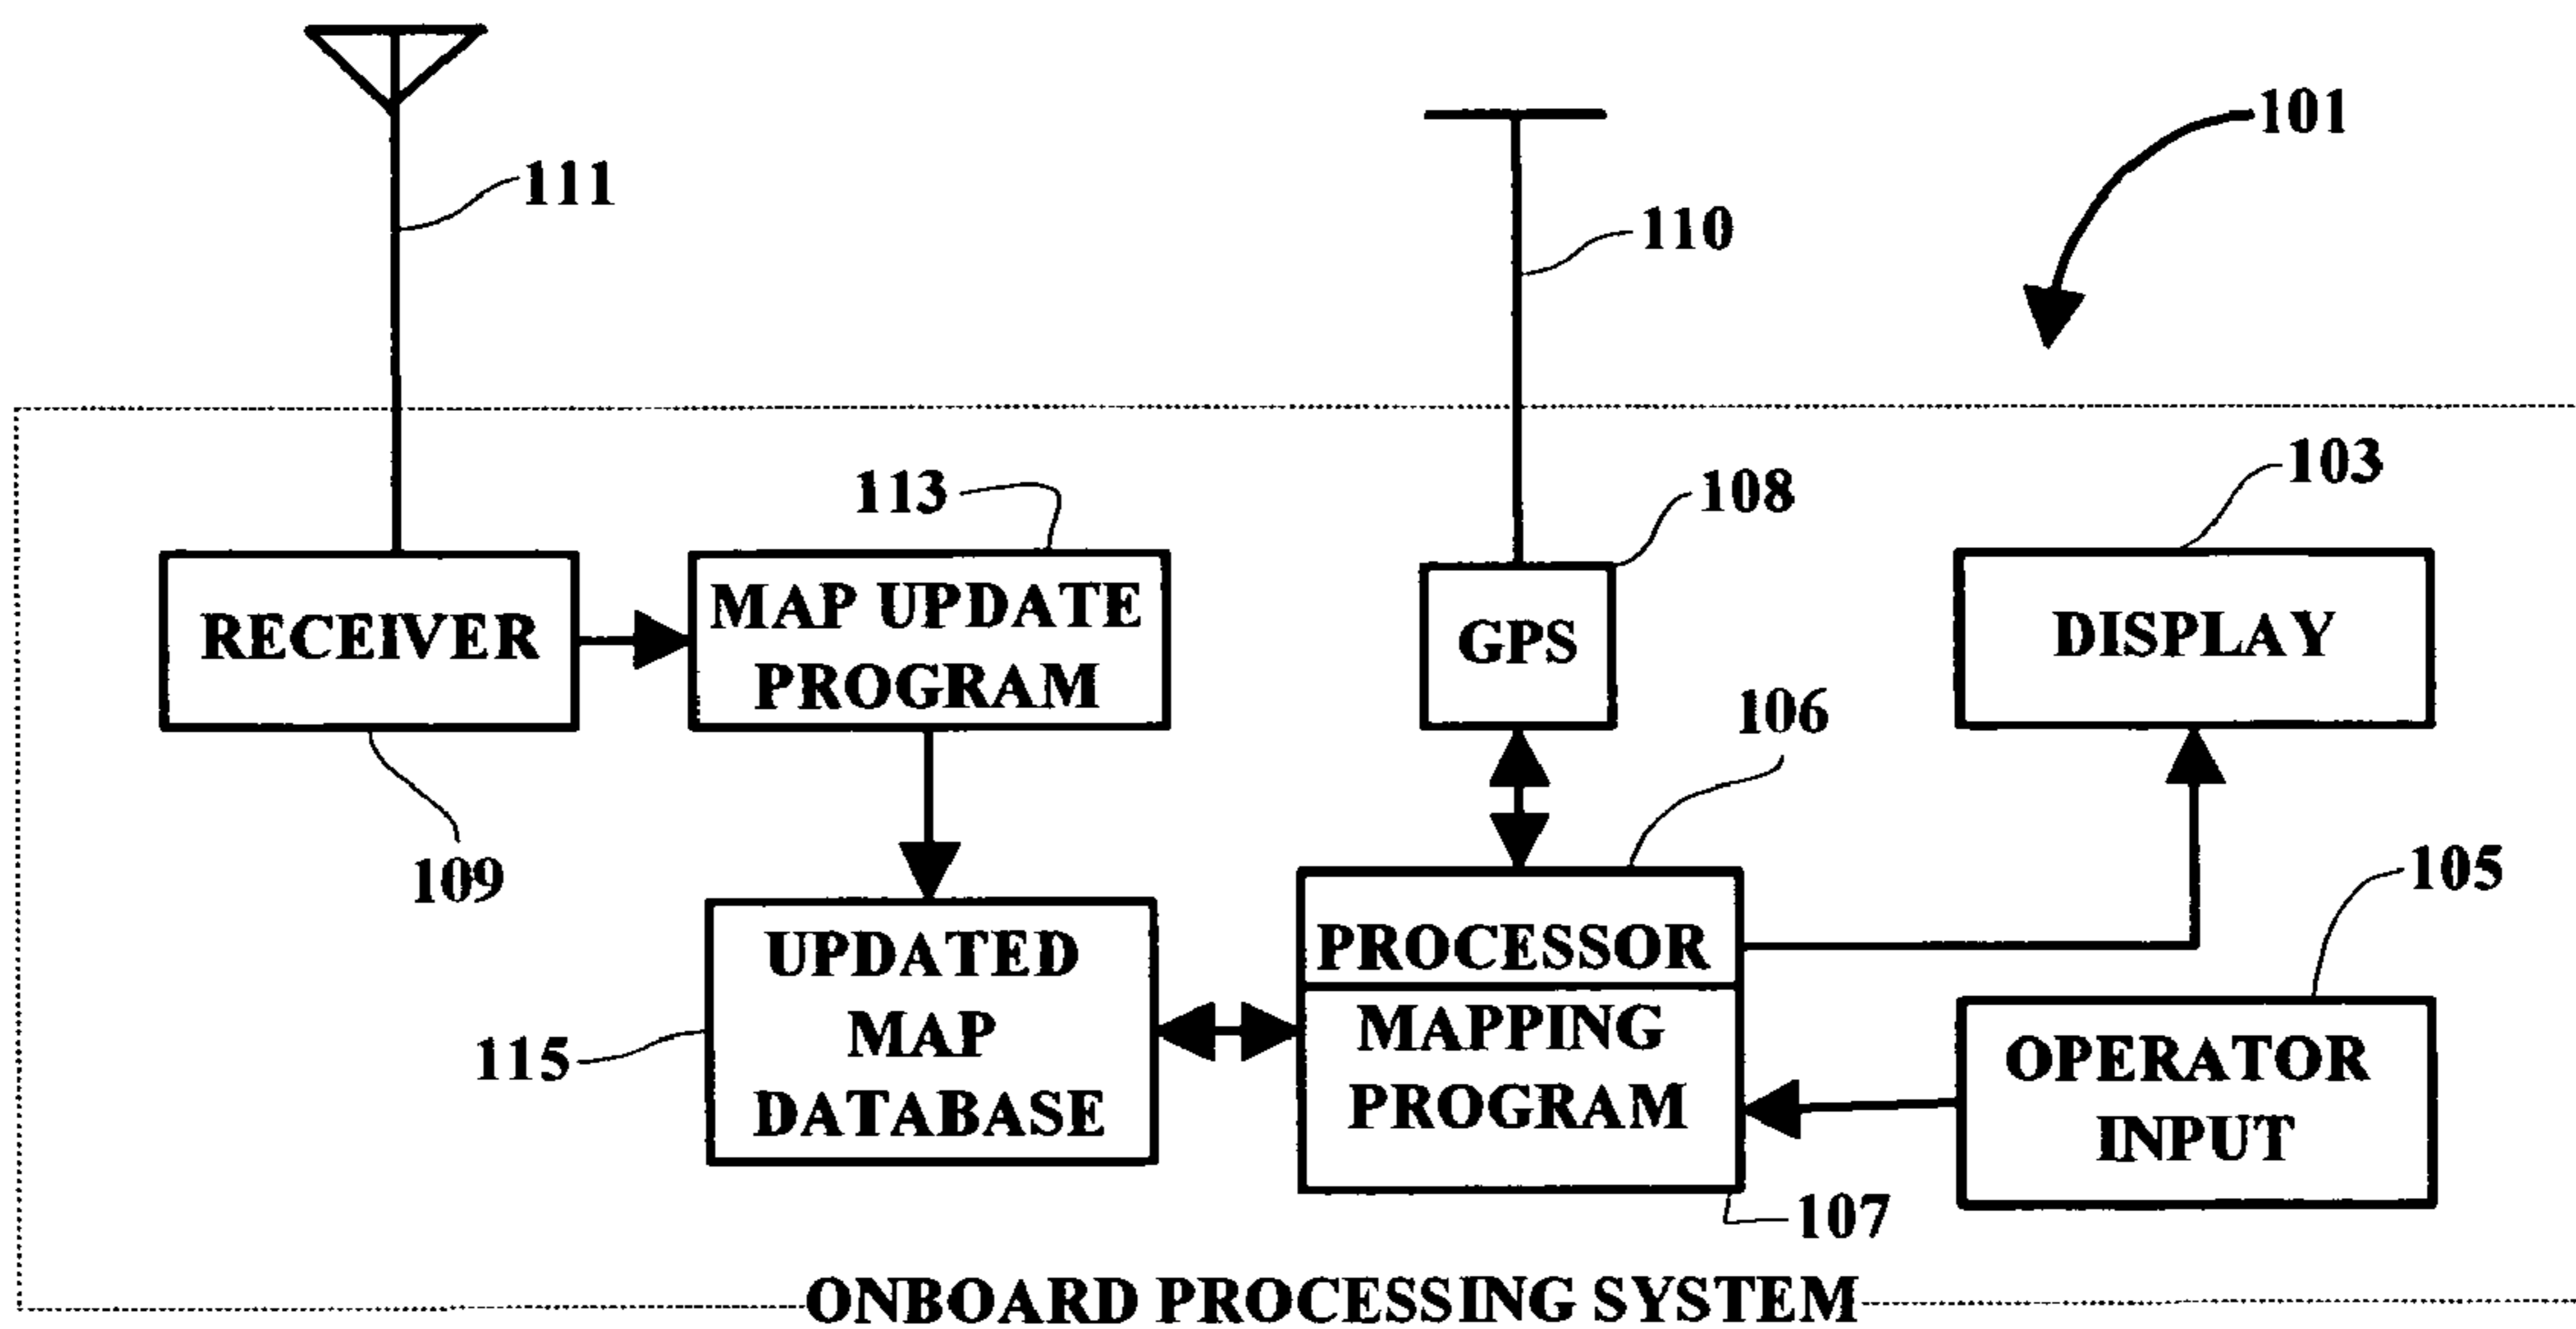 101
111
110
103
113
108
RECEIVER
MAP UPDATE
PROGRAM
GPS
DISPLAY
106
109
105
UPDATED
MAP
DATABASE
PROCESSOR
MAPPING
PROGRAM
OPERATOR
INPUT
115
107
ONBOARD PROCESSING SYSTEM